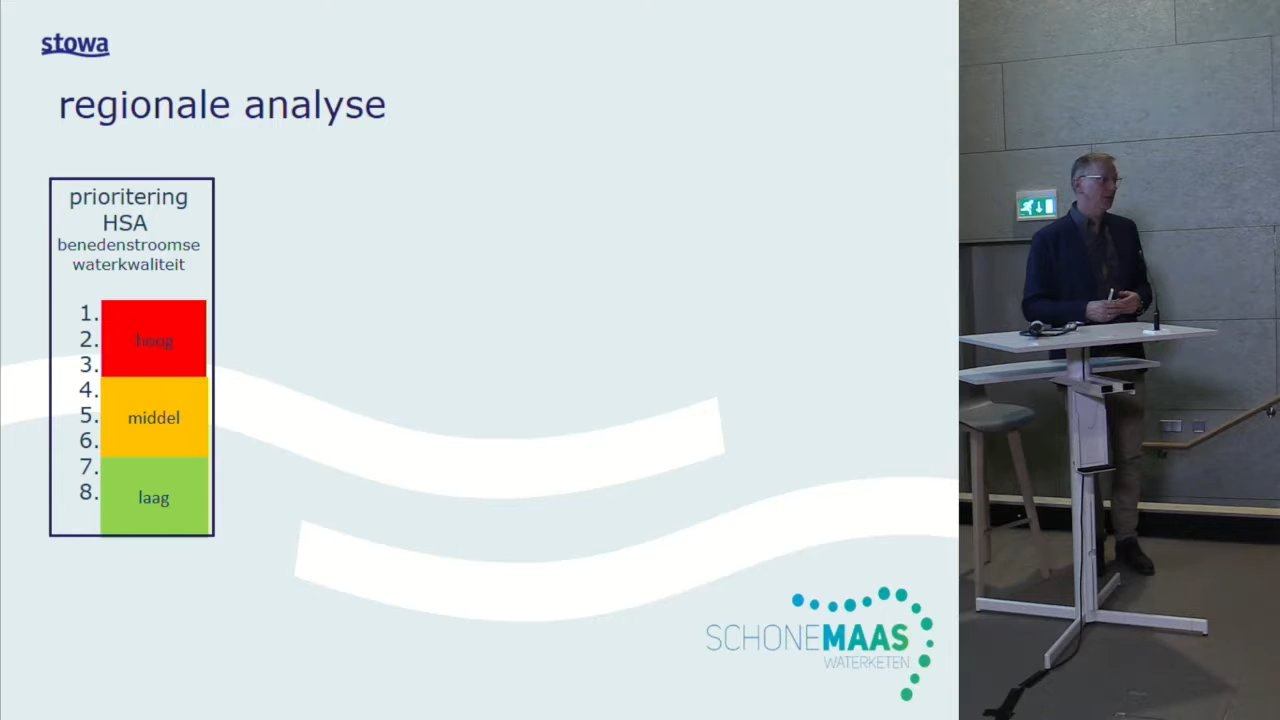 stowa
regionale analyse
prioritering
HSA
benedenstroomse
waterkwaliteit
1.
2.
3.
4.
5.
6.
7.
8.
hoog
middel
laag
SCHONEMAAS
WATERKETEN